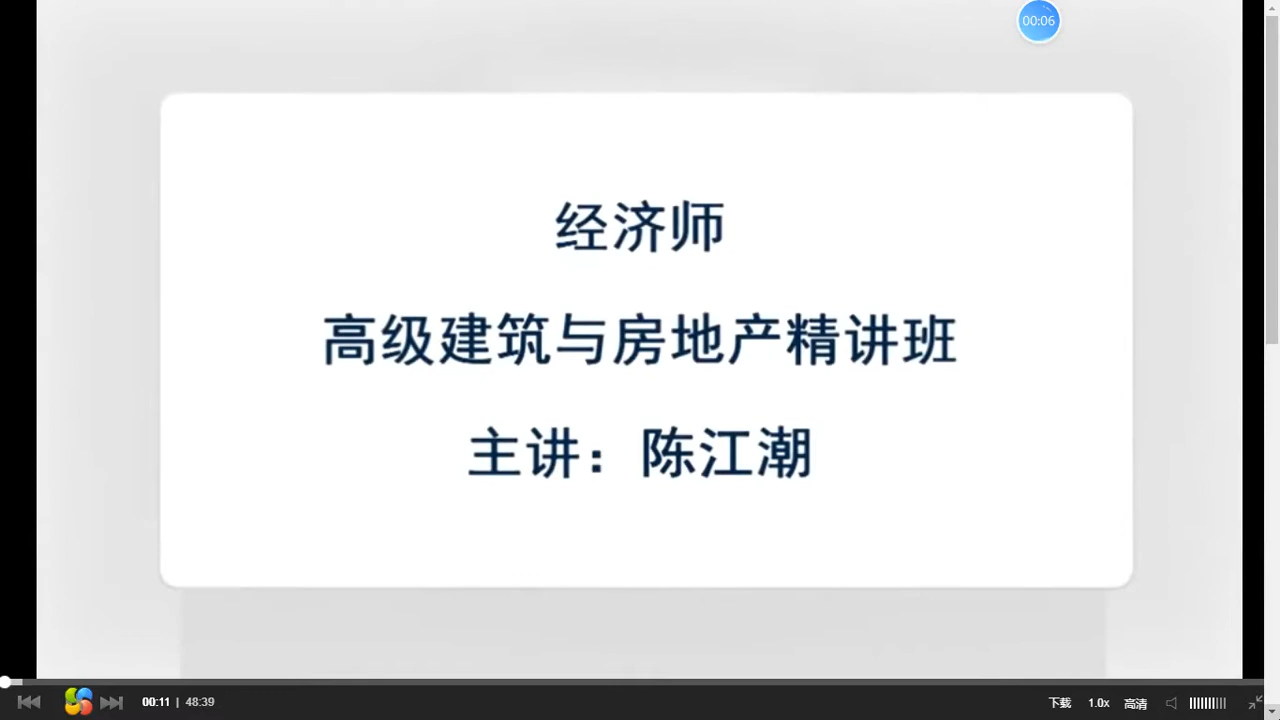 00:06
经济师
高级建筑与房地产精讲班
主讲：陈江潮
00:11 | 48:39 下载 1.0x 高清